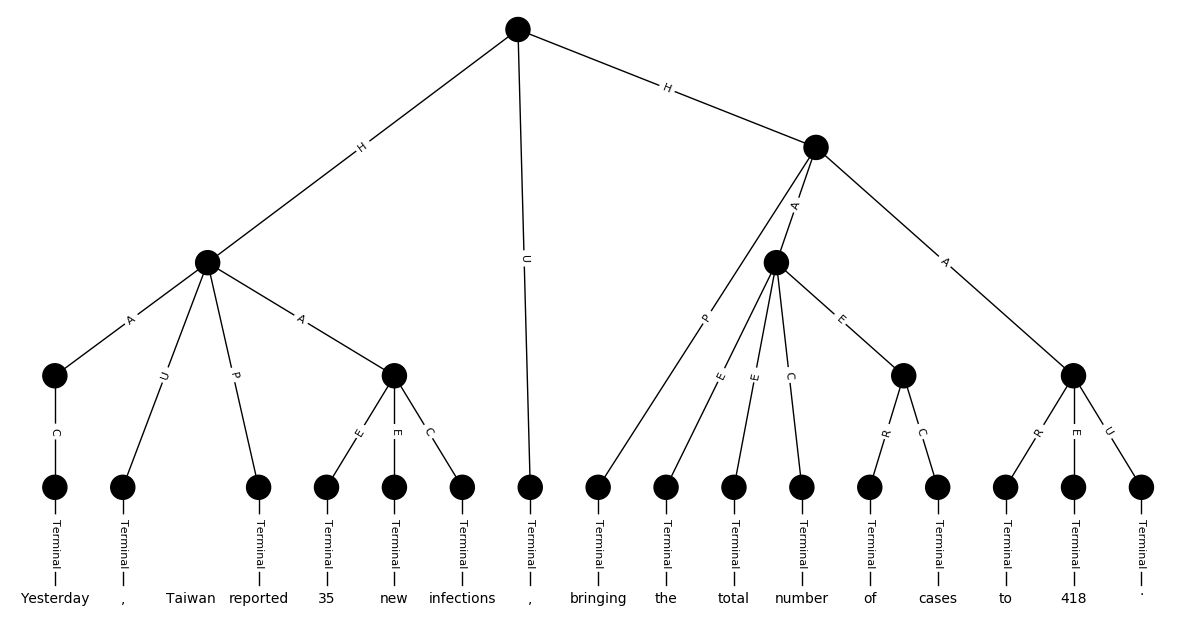 H
H
U
A
A
U
P
A
P
A
E
E
C
E
C
E
E
C
R
C
R
E
U
Terminal Terminal Terminal Terminal Terminal Terminal Terminal Terminal Terminal Terminal Terminal Terminal Terminal Terminal Terminal Terminal
Yesterday , Taiwan reported 35 new infections , bringing the total number of cases to 418 .